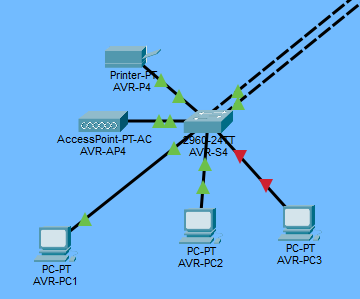 Printer-PT
AVR-P4
AccessPoint-PT-AC
AVR-AP4
2960-24TT
AVR-S4
PC-PT
AVR-PC1
PC-PT
AVR-PC2
PC-PT
AVR-PC3